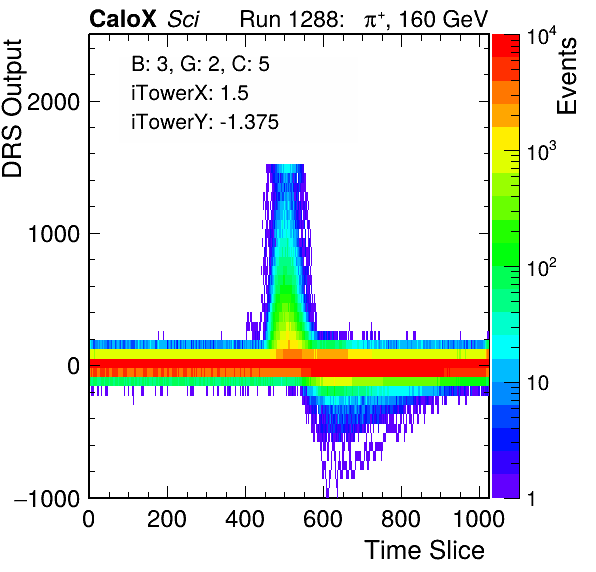 CaloX Sci Run 1288: π⁺, 160 GeV
B: 3, G: 2, C: 5
iTowerX: 1.5
iTowerY: -1.375
DRS Output
2000
1000
0
−1000
0 200 400 600 800 1000
Time Slice
Events
10⁴
10³
10²
10
1